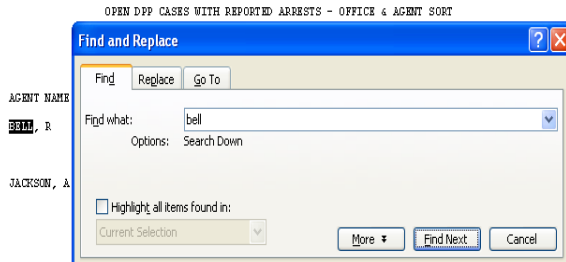 OPEN DPP CASES WITH REPORTED ARRESTS - OFFICE & AGENT SORT
Find and Replace
Find Replace Go To
AGENT NAME
Find what: bell
BELL, R
Options: Search Down
JACKSON, A
Highlight all items found in:
Current Selection
More Find Next Cancel